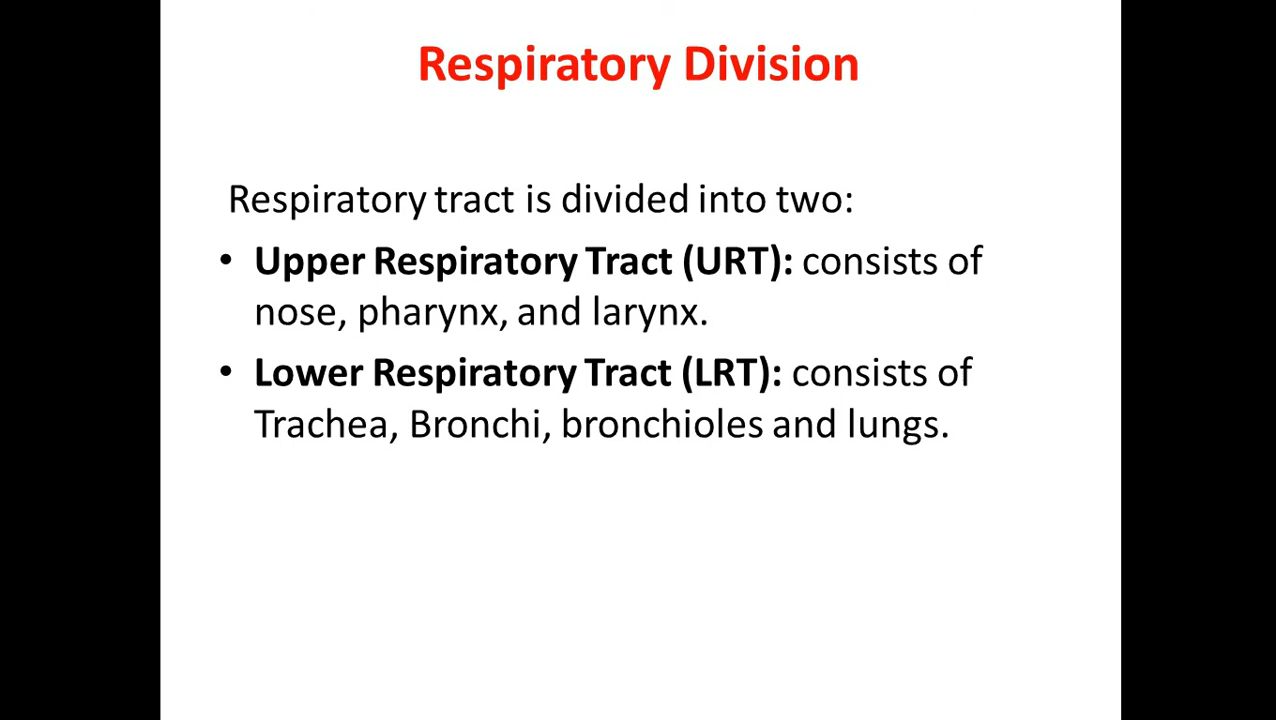 Respiratory Division
Respiratory tract is divided into two:
• Upper Respiratory Tract (URT): consists of
nose, pharynx, and larynx.
• Lower Respiratory Tract (LRT): consists of
Trachea, Bronchi, bronchioles and lungs.